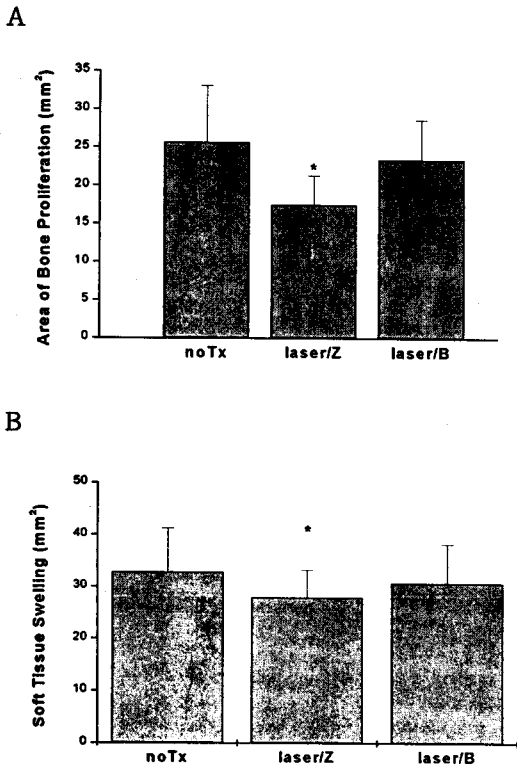 A
Area of Bone Proliferation (mm²)
35
30
25
20
15
10
5
0
*
noTx laser/Z laser/B
B
Soft Tissue Swelling (mm²)
50
40
30
20
10
0
*
noTx laser/Z laser/B